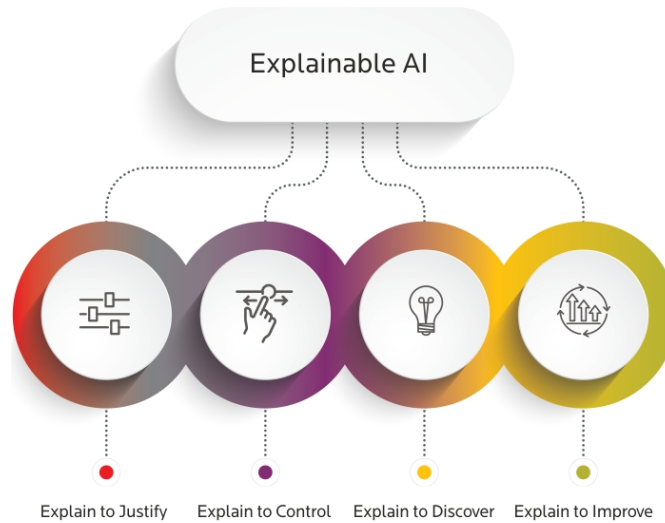 Explainable AI
Explain to Justify
Explain to Control
Explain to Discover
Explain to Improve